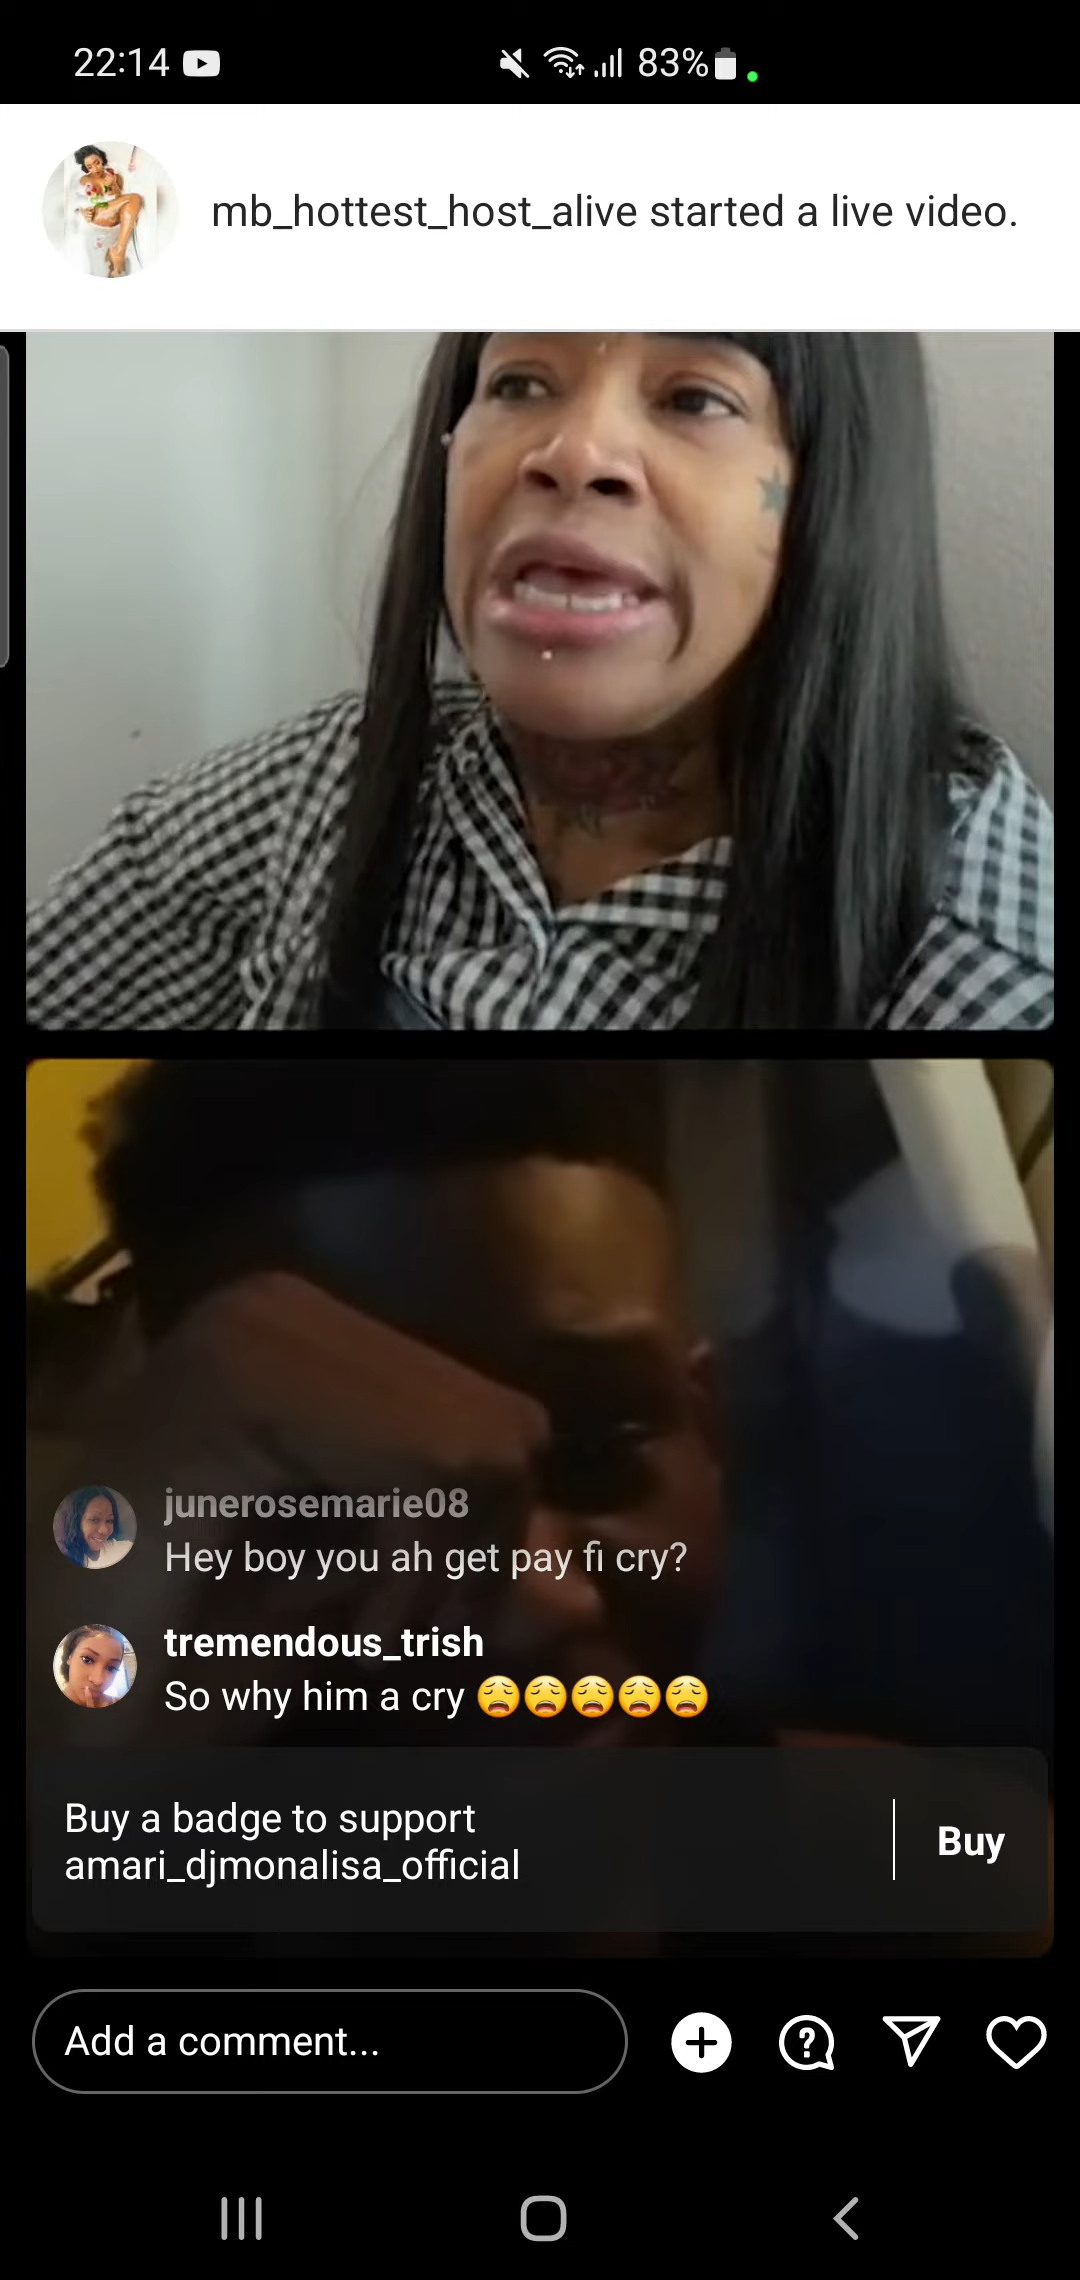 22:14
83%
mb_hottest_host_alive started a live video.
junerosemarie08
Hey boy you ah get pay fi cry?
tremendous_trish
So why him a cry 😩😩😩😩😩
Buy a badge to support
amari_djmonalisa_official
Buy
Add a comment...